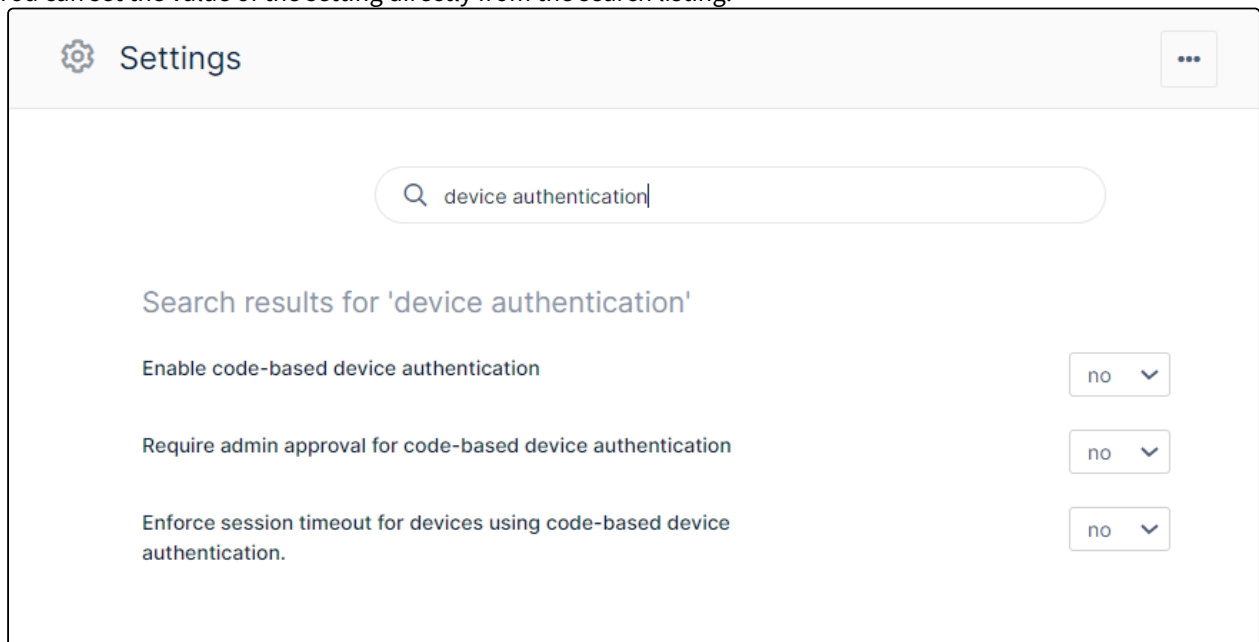 You can set the value of the setting directly from the search listing.
Settings
device authentication
Search results for 'device authentication'
Enable code-based device authentication
no
Require admin approval for code-based device authentication
no
Enforce session timeout for devices using code-based device
authentication.
no